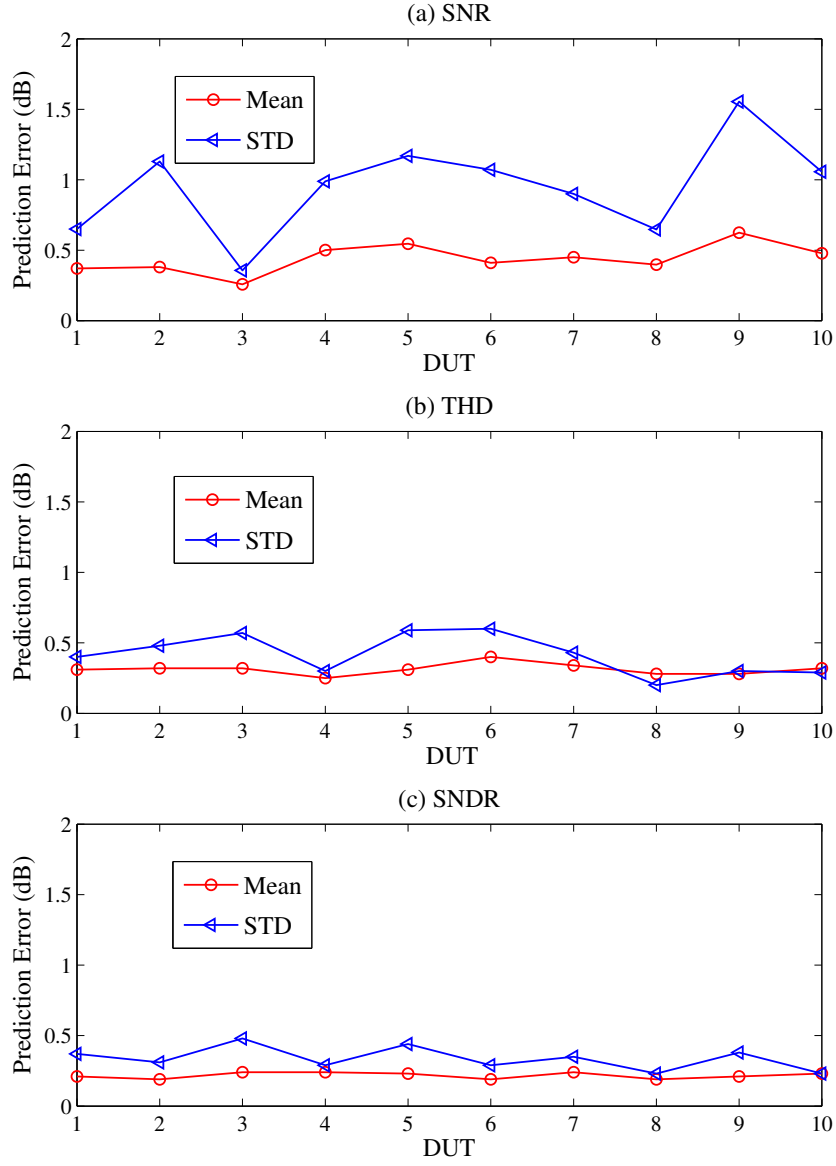 (a) SNR
2
1.5
1
0.5
0
Prediction Error (dB)
Mean
STD
1 2 3 4 5 6 7 8 9 10
DUT
(b) THD
2
1.5
1
0.5
0
Prediction Error (dB)
Mean
STD
1 2 3 4 5 6 7 8 9 10
DUT
(c) SNDR
2
1.5
1
0.5
0
Prediction Error (dB)
Mean
STD
1 2 3 4 5 6 7 8 9 10
DUT